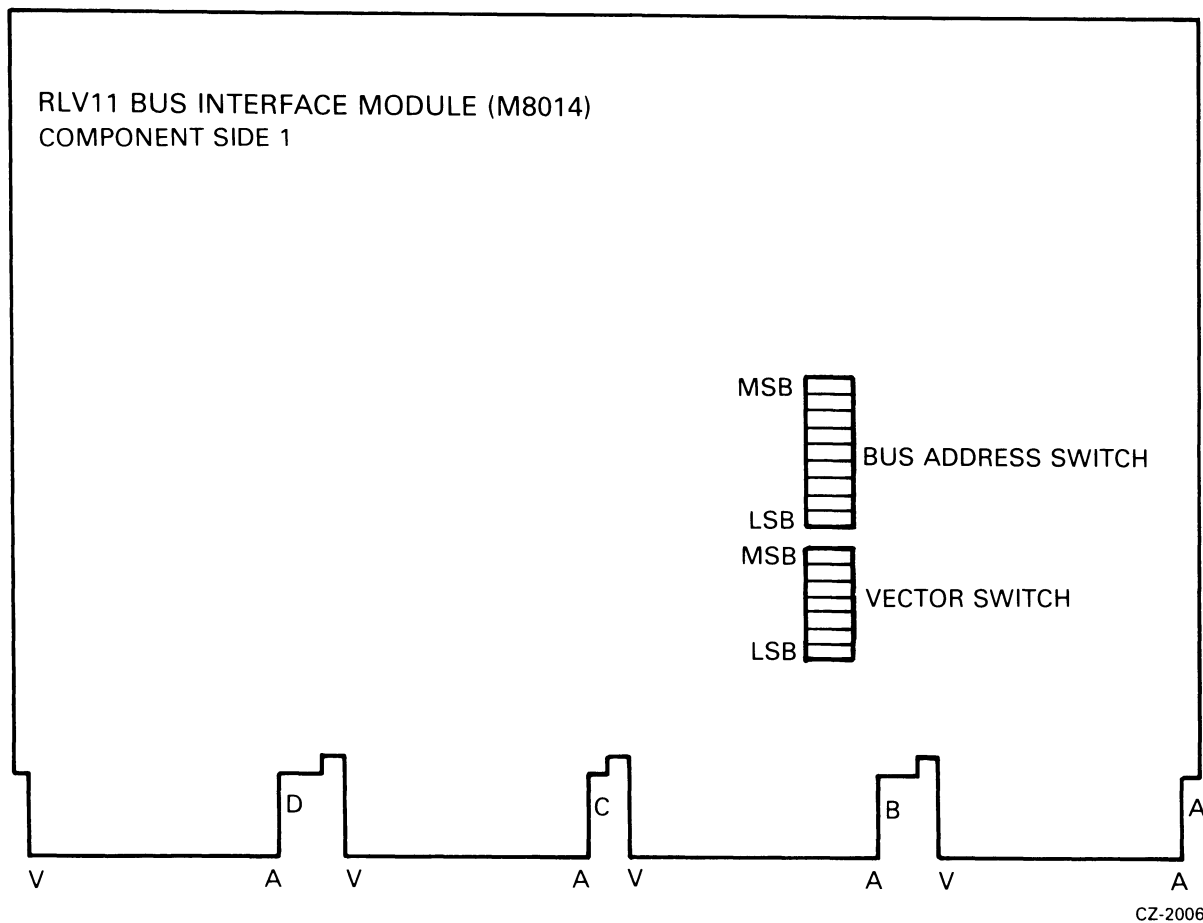 RLV11 BUS INTERFACE MODULE (M8014)
COMPONENT SIDE 1
MSB
BUS ADDRESS SWITCH
LSB
MSB
VECTOR SWITCH
LSB
D
C
B
A
V
A
V
A
V
A
V
A
CZ-2006